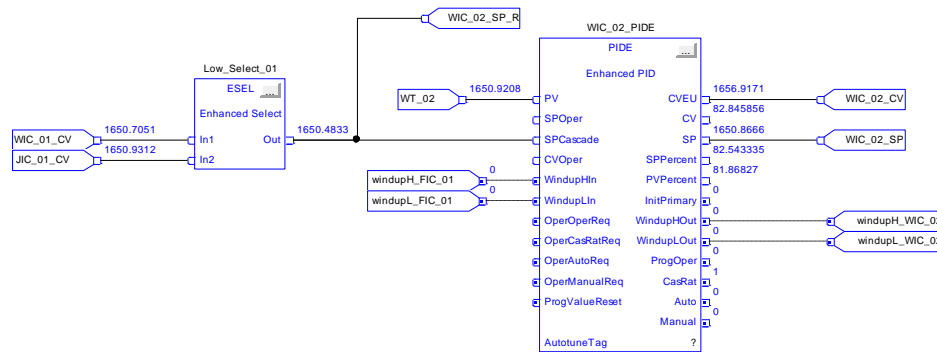 WIC_02_SP_R
WIC_02_PIDE
PIDE
...
Enhanced PID
Low_Select_01
ESEL
...
Enhanced Select
WIC_01_CV
1650.7051
In1
Out
1650.4833
JIC_01_CV
1650.9312
In2
WT_02
1650.9208
PV
CVEU
1656.9171
WIC_02_CV
SPOper
CV
82.845856
SPCascade
SP
1650.8666
WIC_02_SP
CVOper
SPPercent
82.543335
windupH_FIC_01
0
WindupHIn
PVPercent
81.86827
windupL_FIC_01
0
WindupLIn
InitPrimary
0
OperOperReq
WindupHOut
0
windupH_WIC_02
OperCasRatReq
WindupLOut
0
windupL_WIC_02
OperAutoReq
ProgOper
0
OperManualReq
CasRat
1
ProgValueReset
Auto
0
Manual
0
AutotuneTag
?